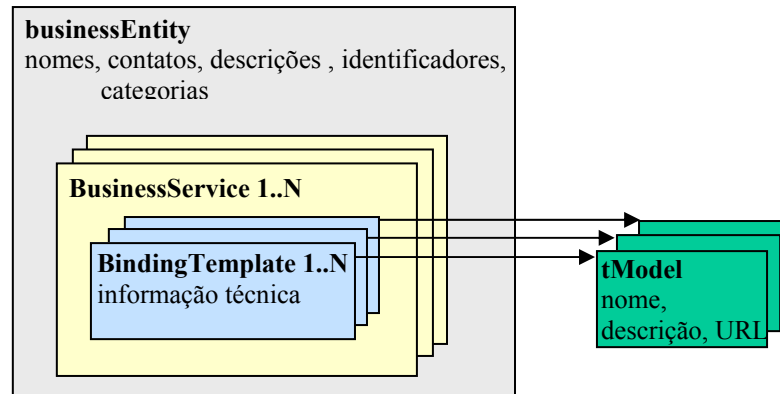 businessEntity
nomes, contatos, descrições , identificadores,
categorias
BusinessService 1..N
BindingTemplate 1..N
informação técnica
tModel
nome,
descrição, URL